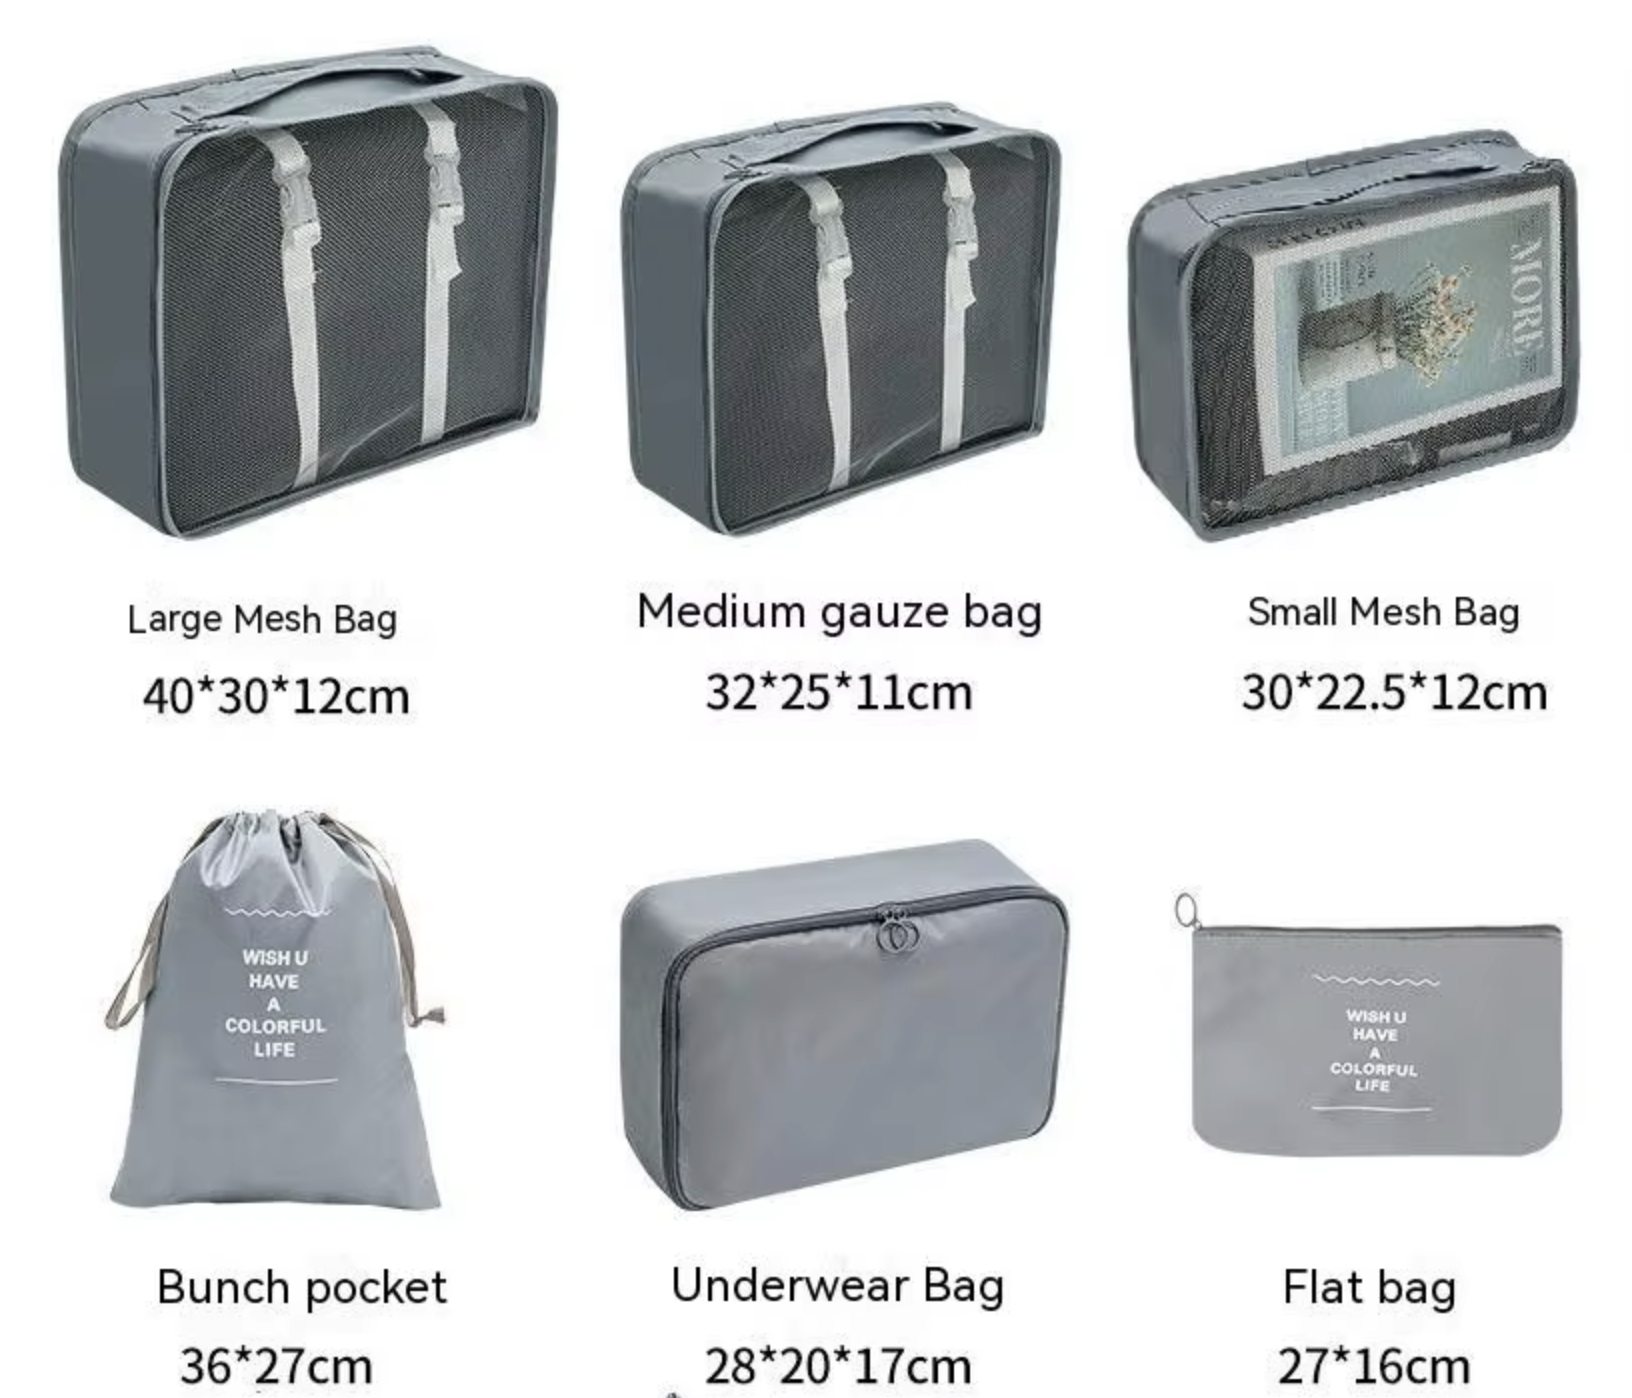 MORE
Large Mesh Bag
Medium gauze bag
Small Mesh Bag
40*30*12cm
32*25*11cm
30*22.5*12cm
WISH U
HAVE
A
COLORFUL
LIFE
WISH U
HAVE
A
COLORFUL
LIFE
Bunch pocket
Underwear Bag
Flat bag
36*27cm
28*20*17cm
27*16cm